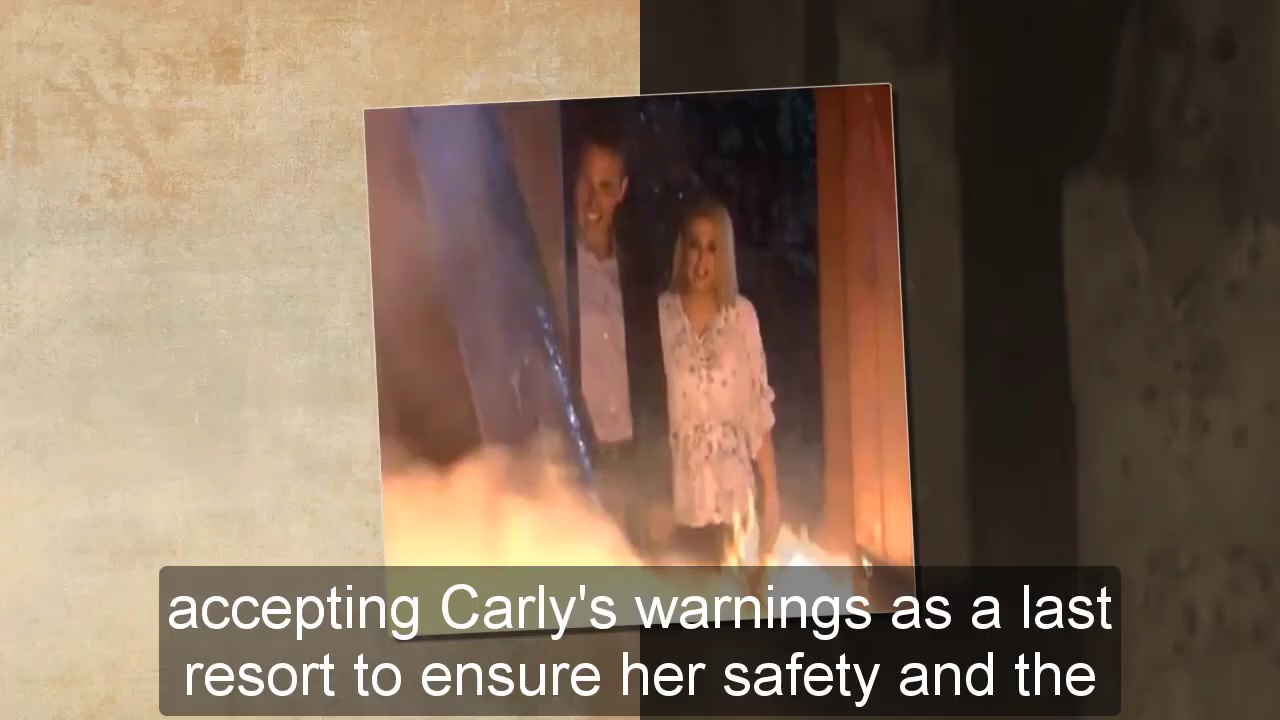 accepting Carly's warnings as a last
resort to ensure her safety and the